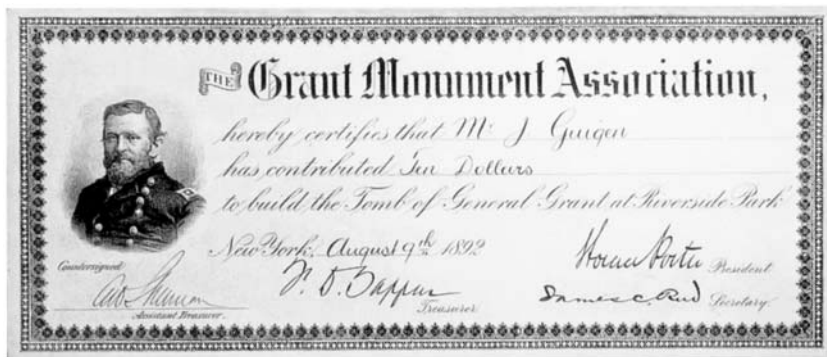 THE Grant Monument Association,
hereby certifies that Mr J Guigen
has contributed Ten Dollars
to build the Tomb of General Grant at Riverside Park
New York, August 9th 1892
Horace Porter President
Countersigned
F. D. Tappan
Treasurer
James C. Reed Secretary
Assistant Treasurer.